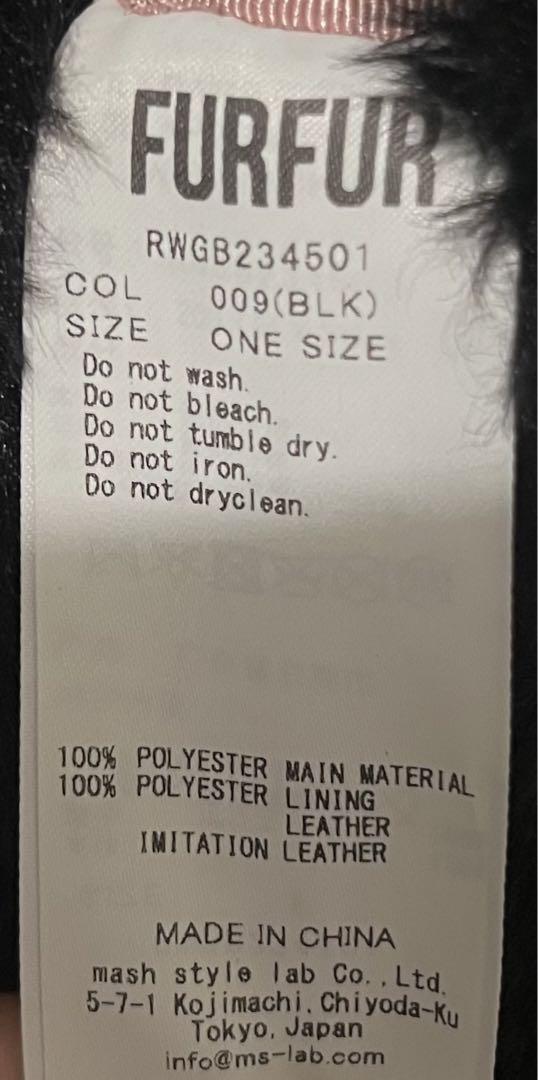 FURFUR
RWGB234501
COL 009(BLK)
SIZE ONE SIZE
Do not wash.
Do not bleach.
Do not tumble dry.
Do not iron.
Do not dryclean.
100% POLYESTER MAIN MATERIAL
100% POLYESTER LINING
LEATHER
IMITATION LEATHER
MADE IN CHINA
mash style lab Co.,Ltd.
5-7-1 Kojimachi, Chiyoda-Ku
Tokyo, Japan
info@ms-lab.com